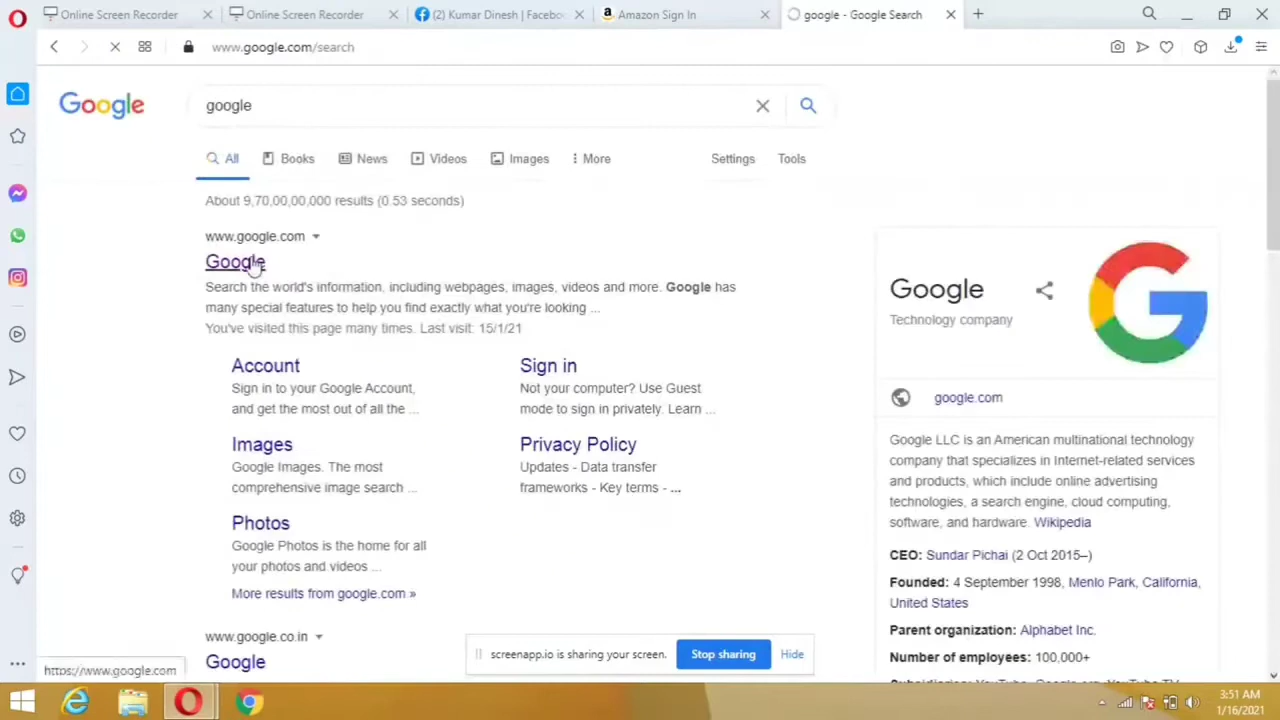 Online Screen Recorder
Online Screen Recorder
(2) Kumar Dinesh | Facebo
Amazon Sign In
google - Google Search
www.google.com/search
Google
google
All
Books
News
Videos
Images
More
Settings
Tools
About 9,70,00,00,000 results (0.53 seconds)
www.google.com
Google
Search the world's information, including webpages, images, videos and more. Google has
many special features to help you find exactly what you're looking ...
You've visited this page many times. Last visit: 15/1/21
Account
Sign in to your Google Account,
and get the most out of all the ...
Sign in
Not your computer? Use Guest
mode to sign in privately. Learn ...
Images
Google Images. The most
comprehensive image search ...
Privacy Policy
Updates - Data transfer
frameworks - Key terms - ...
Photos
Google Photos is the home for all
your photos and videos ...
More results from google.com »
www.google.co.in
Google
Google
Technology company
google.com
Google LLC is an American multinational technology
company that specializes in Internet-related services
and products, which include online advertising
technologies, a search engine, cloud computing,
software, and hardware. Wikipedia
CEO: Sundar Pichai (2 Oct 2015–)
Founded: 4 September 1998, Menlo Park, California,
United States
Parent organization: Alphabet Inc.
Number of employees: 100,000+
Subsidiaries: YouTube, Google.org, YouTube TV,
screenapp.io is sharing your screen.
Stop sharing
Hide
https://www.google.com
3:51 AM
1/16/2021